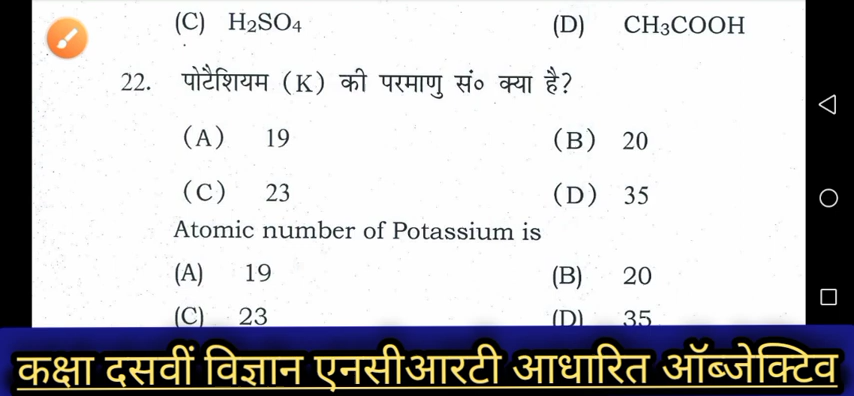 (C) H₂SO₄ (D) CH₃COOH
22. पोटैशियम (K) की परमाणु सं० क्या है?
(A) 19 (B) 20
(C) 23 (D) 35
Atomic number of Potassium is
(A) 19 (B) 20
(C) 23 (D) 35
कक्षा दसवीं विज्ञान एनसीआरटी आधारित ऑब्जेक्टिव